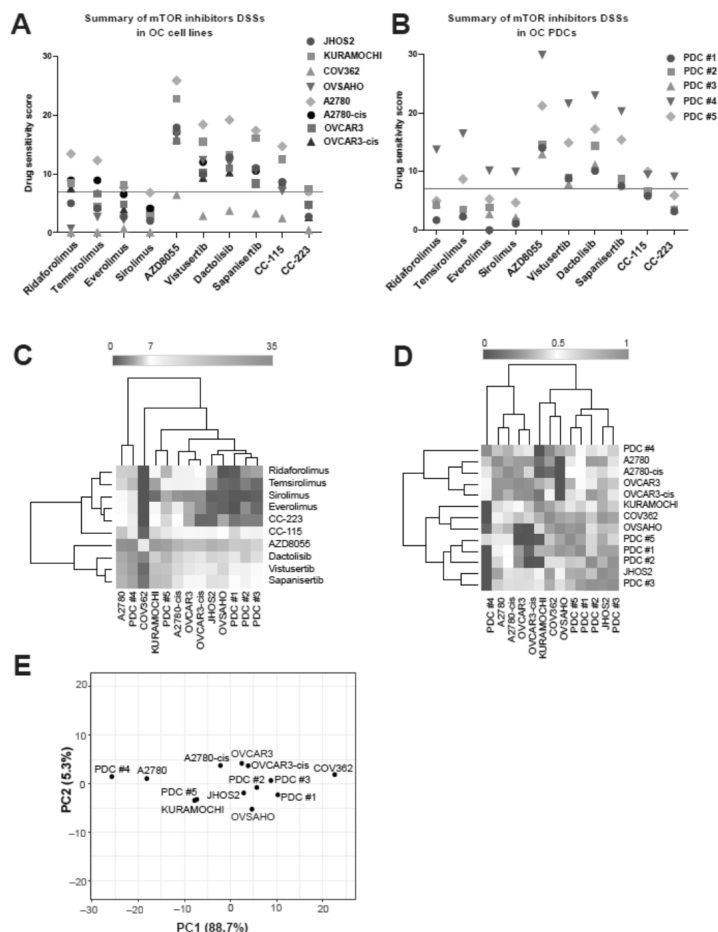 A
Summary of mTOR inhibitors DSSs
in OC cell lines
Drug sensitivity score
30
20
10
0
Ridaforolimus
Temsirolimus
Everolimus
Sirolimus
AZD8055
Vistusertib
Dactolisib
Sapanisertib
CC-115
CC-223
JHOS2
KURAMOCHI
COV362
OVSAHO
A2780
A2780-cis
OVCAR3
OVCAR3-cis
B
Summary of mTOR inhibitors DSSs
in OC PDCs
Drug sensitivity score
30
20
10
0
Ridaforolimus
Temsirolimus
Everolimus
Sirolimus
AZD8055
Vistusertib
Dactolisib
Sapanisertib
CC-115
CC-223
PDC #1
PDC #2
PDC #3
PDC #4
PDC #5
C
0 7 35
Ridaforolimus
Temsirolimus
Sirolimus
Everolimus
CC-223
CC-115
AZD8055
Dactolisib
Vistusertib
Sapanisertib
A2780
PDC #4
COV362
KURAMOCHI
PDC #5
A2780-cis
OVCAR3
OVCAR3-cis
JHOS2
OVSAHO
PDC #1
PDC #2
PDC #3
D
0 0.5 1
PDC #4
A2780
A2780-cis
OVCAR3
OVCAR3-cis
KURAMOCHI
COV362
OVSAHO
PDC #5
PDC #1
PDC #2
JHOS2
PDC #3
PDC #4
A2780
A2780-cis
OVCAR3
OVCAR3-cis
KURAMOCHI
COV362
OVSAHO
PDC #5
PDC #1
PDC #2
JHOS2
PDC #3
E
PC2 (5.3%)
20
10
0
−10
−20
PDC #4
A2780
A2780-cis
OVCAR3
OVCAR3-cis
COV362
PDC #2
PDC #3
PDC #5
JHOS2
PDC #1
KURAMOCHI
OVSAHO
−30 −20 −10 0 10 20
PC1 (88.7%)